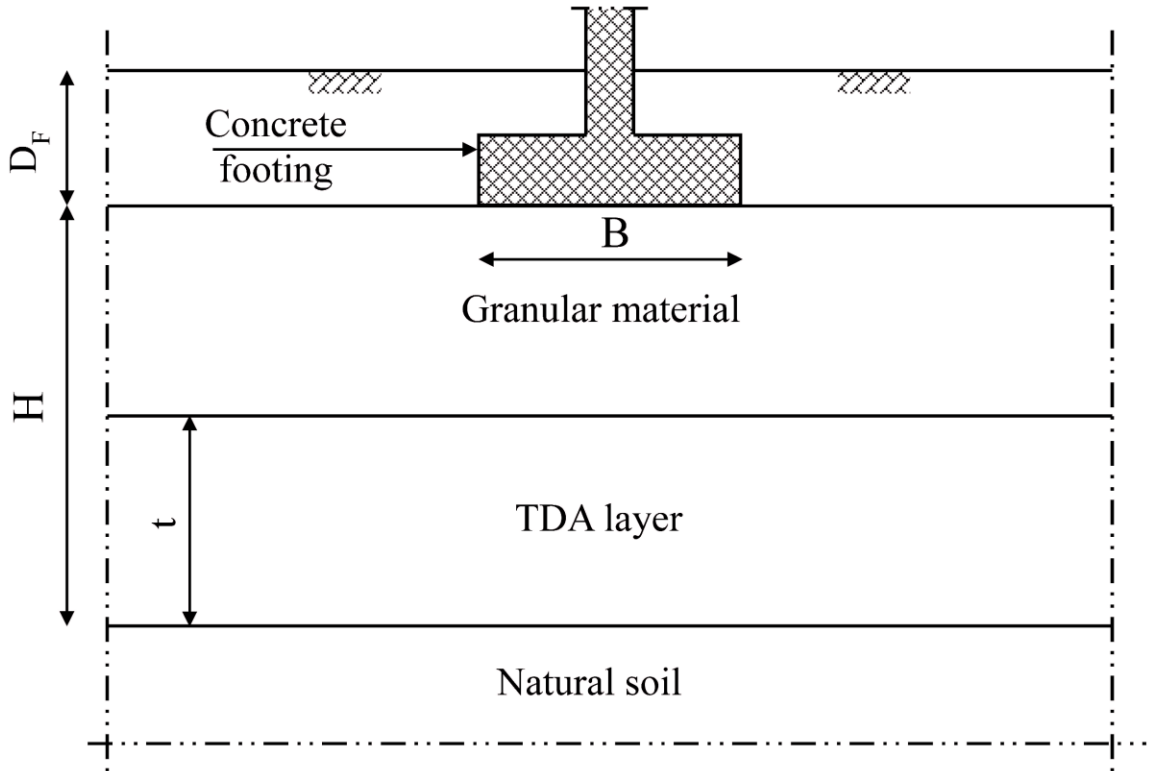 D_F
Concrete
footing
B
Granular material
H
t
TDA layer
Natural soil